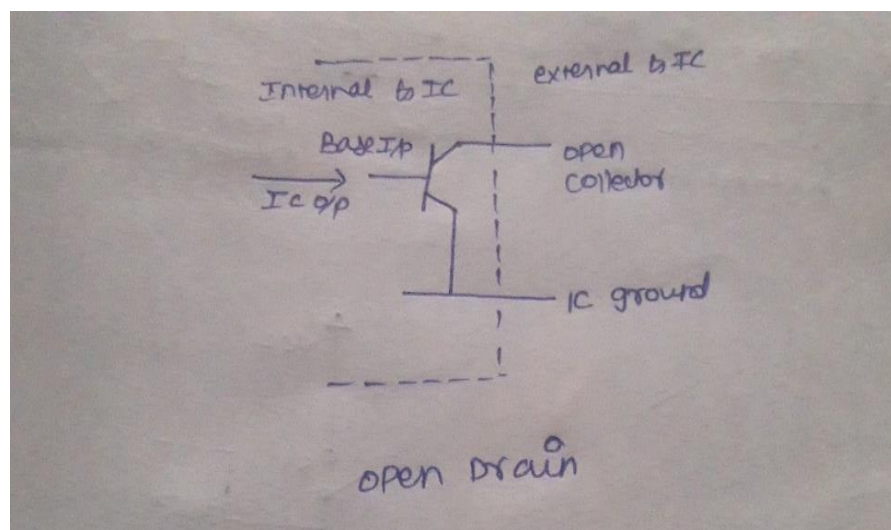 Internal to IC
external to IC
Base I/p
IC o/p
open
collector
IC ground
open Drain